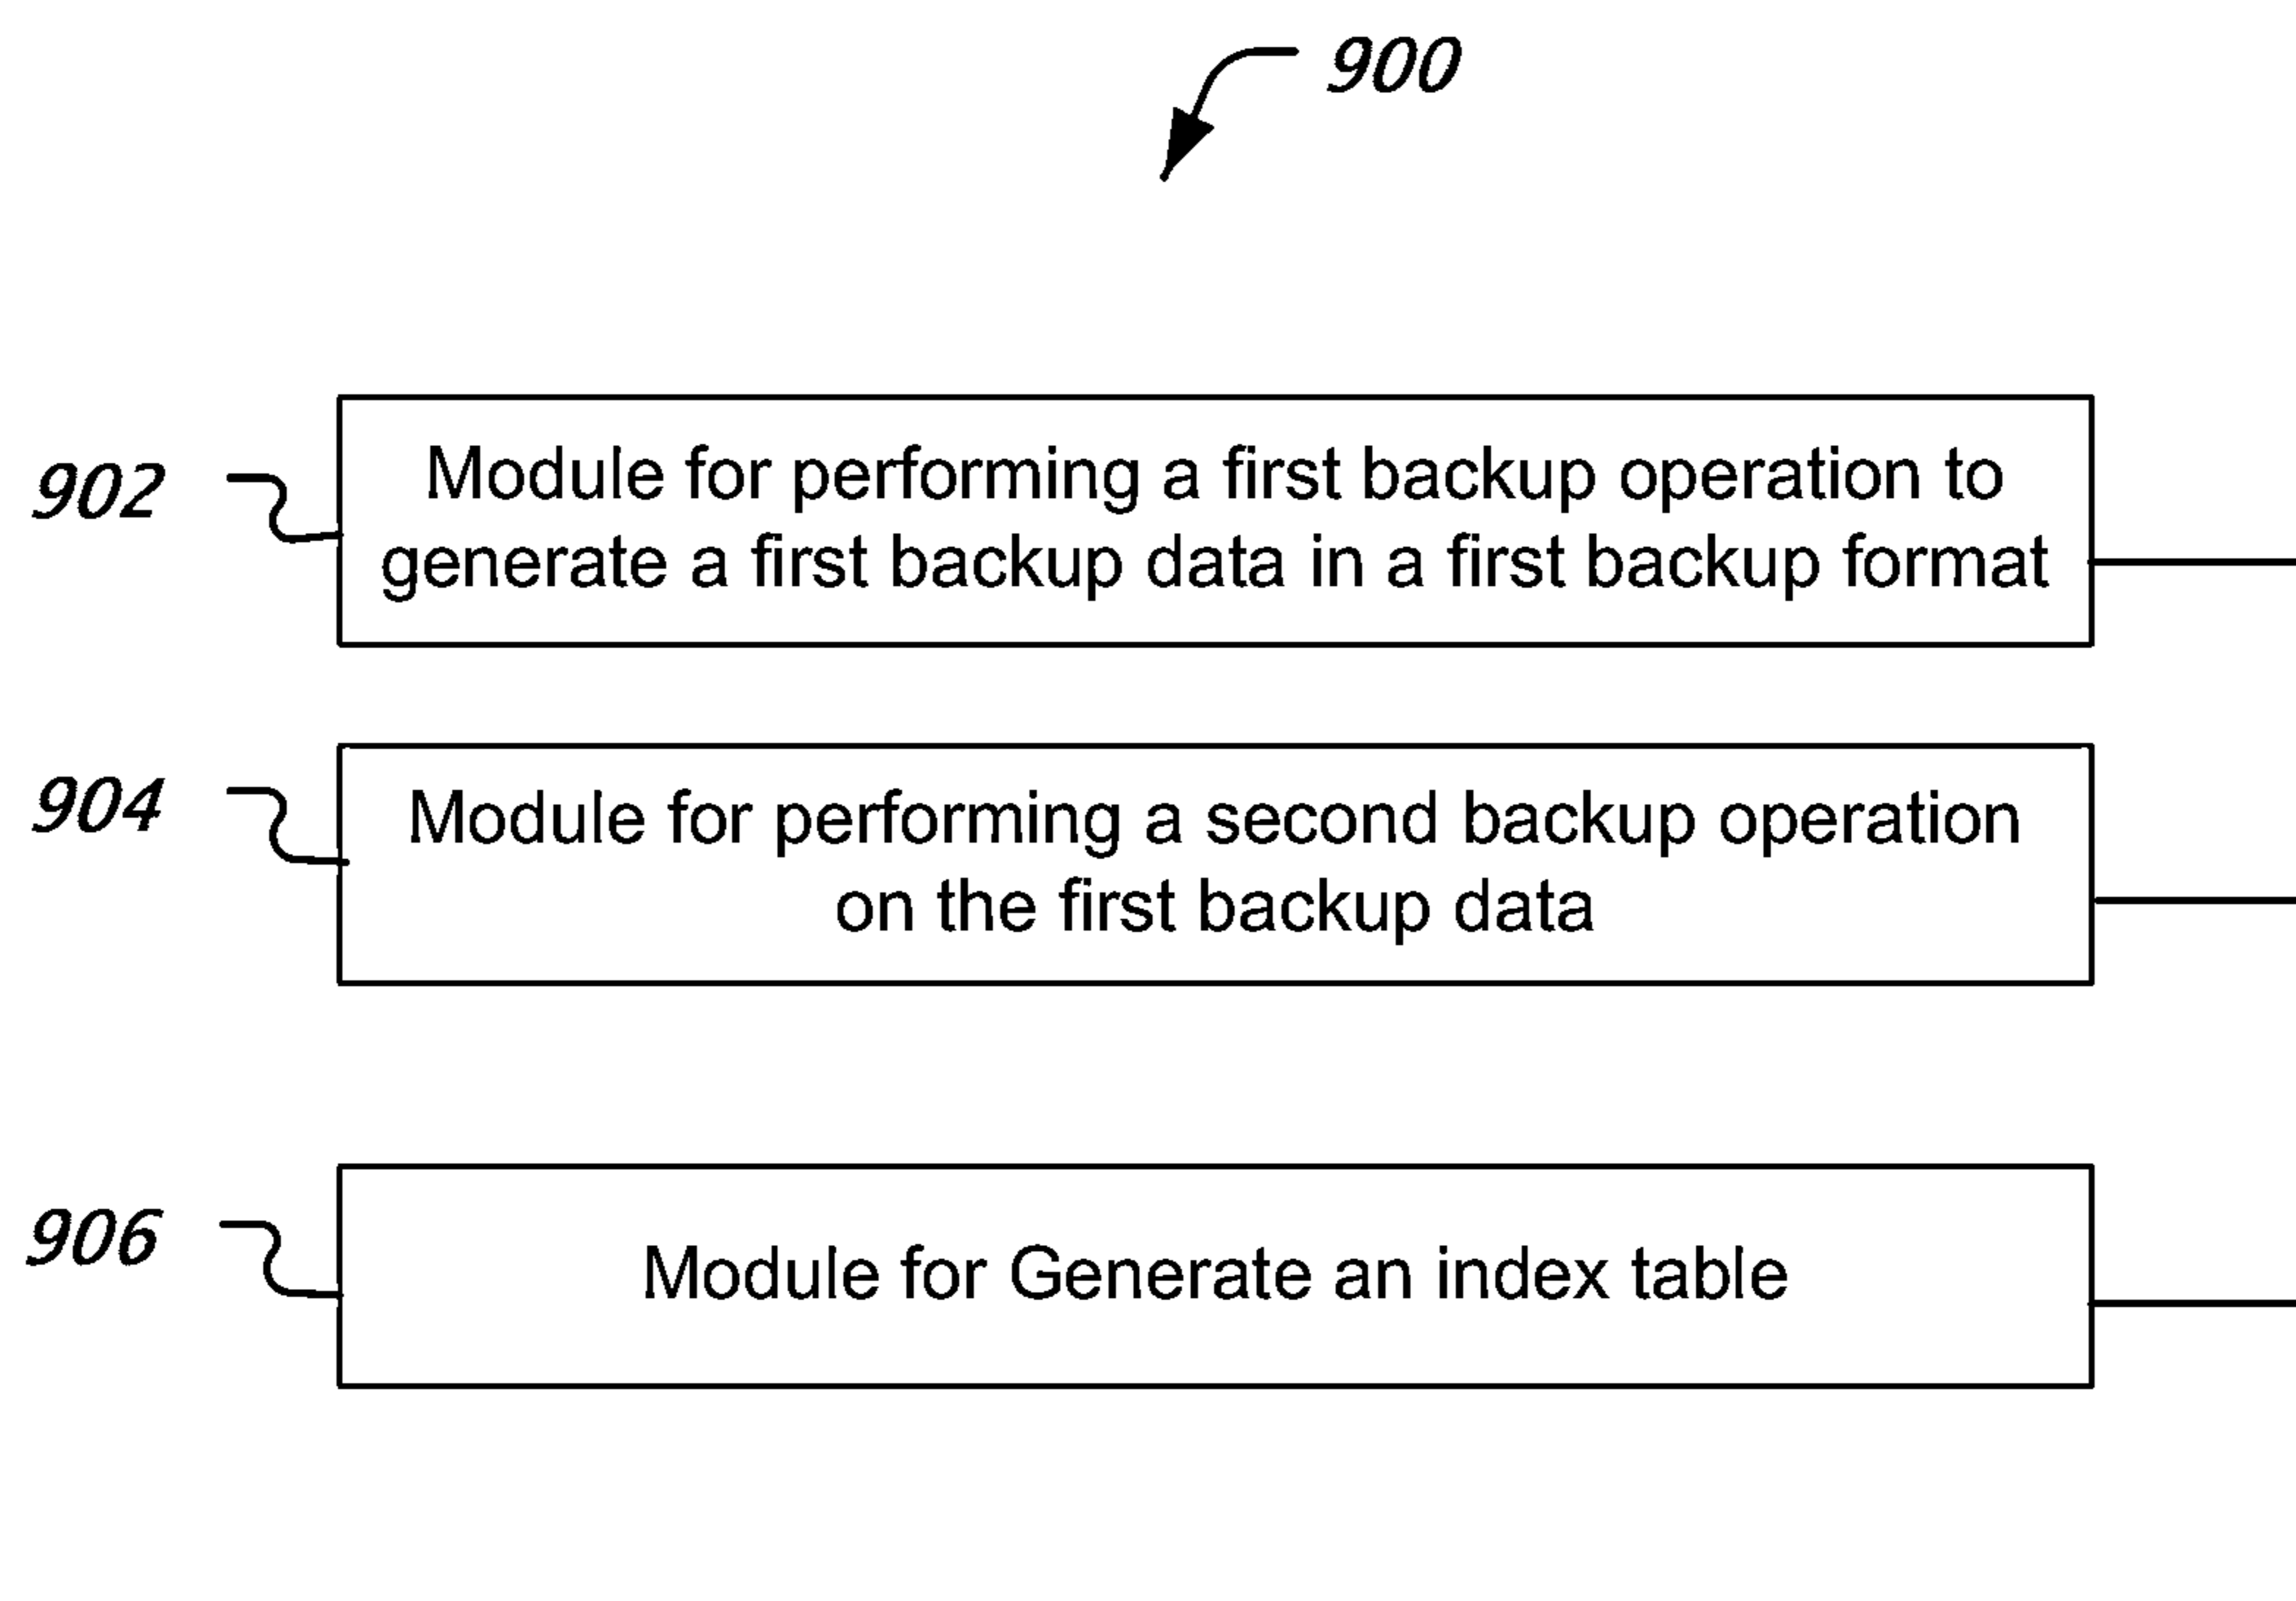 900
902
Module for performing a first backup operation to
generate a first backup data in a first backup format
904
Module for performing a second backup operation
on the first backup data
906
Module for Generate an index table